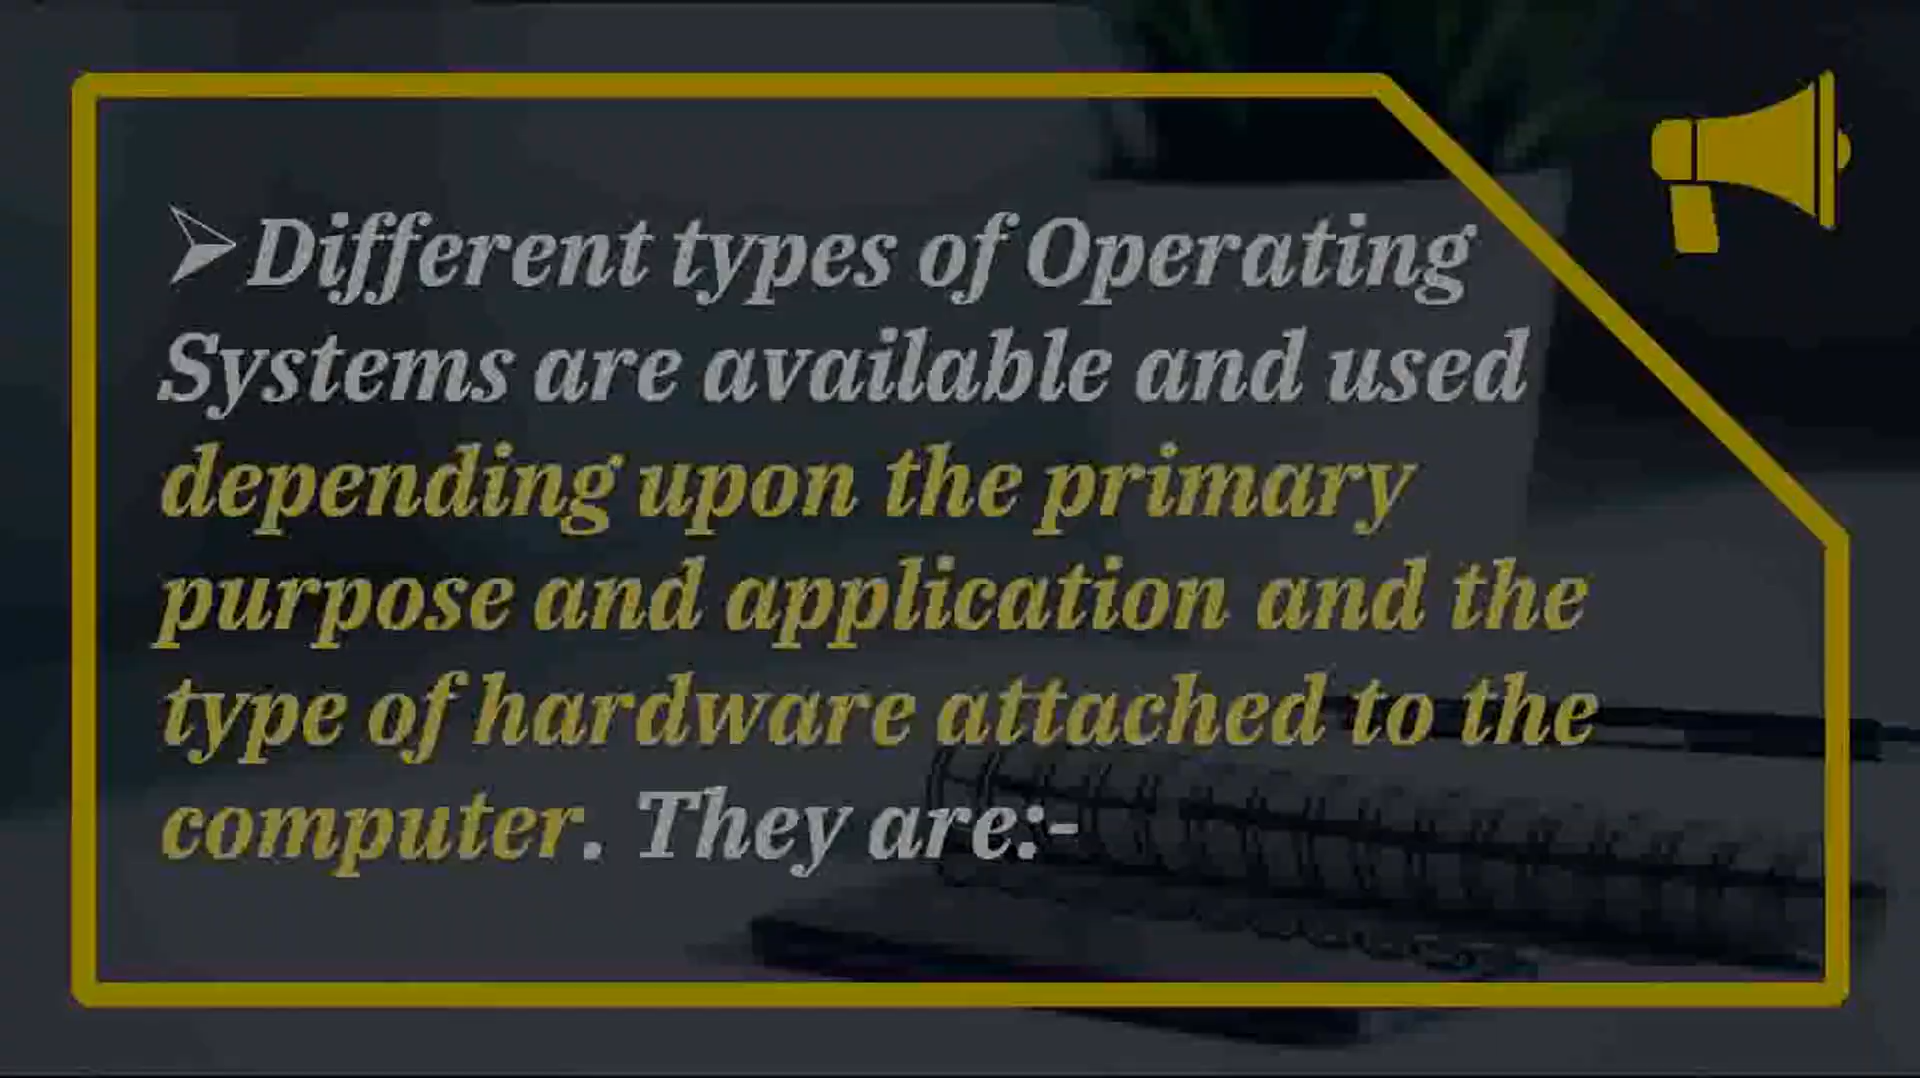 ➢Different types of Operating
Systems are available and used
depending upon the primary
purpose and application and the
type of hardware attached to the
computer. They are:-